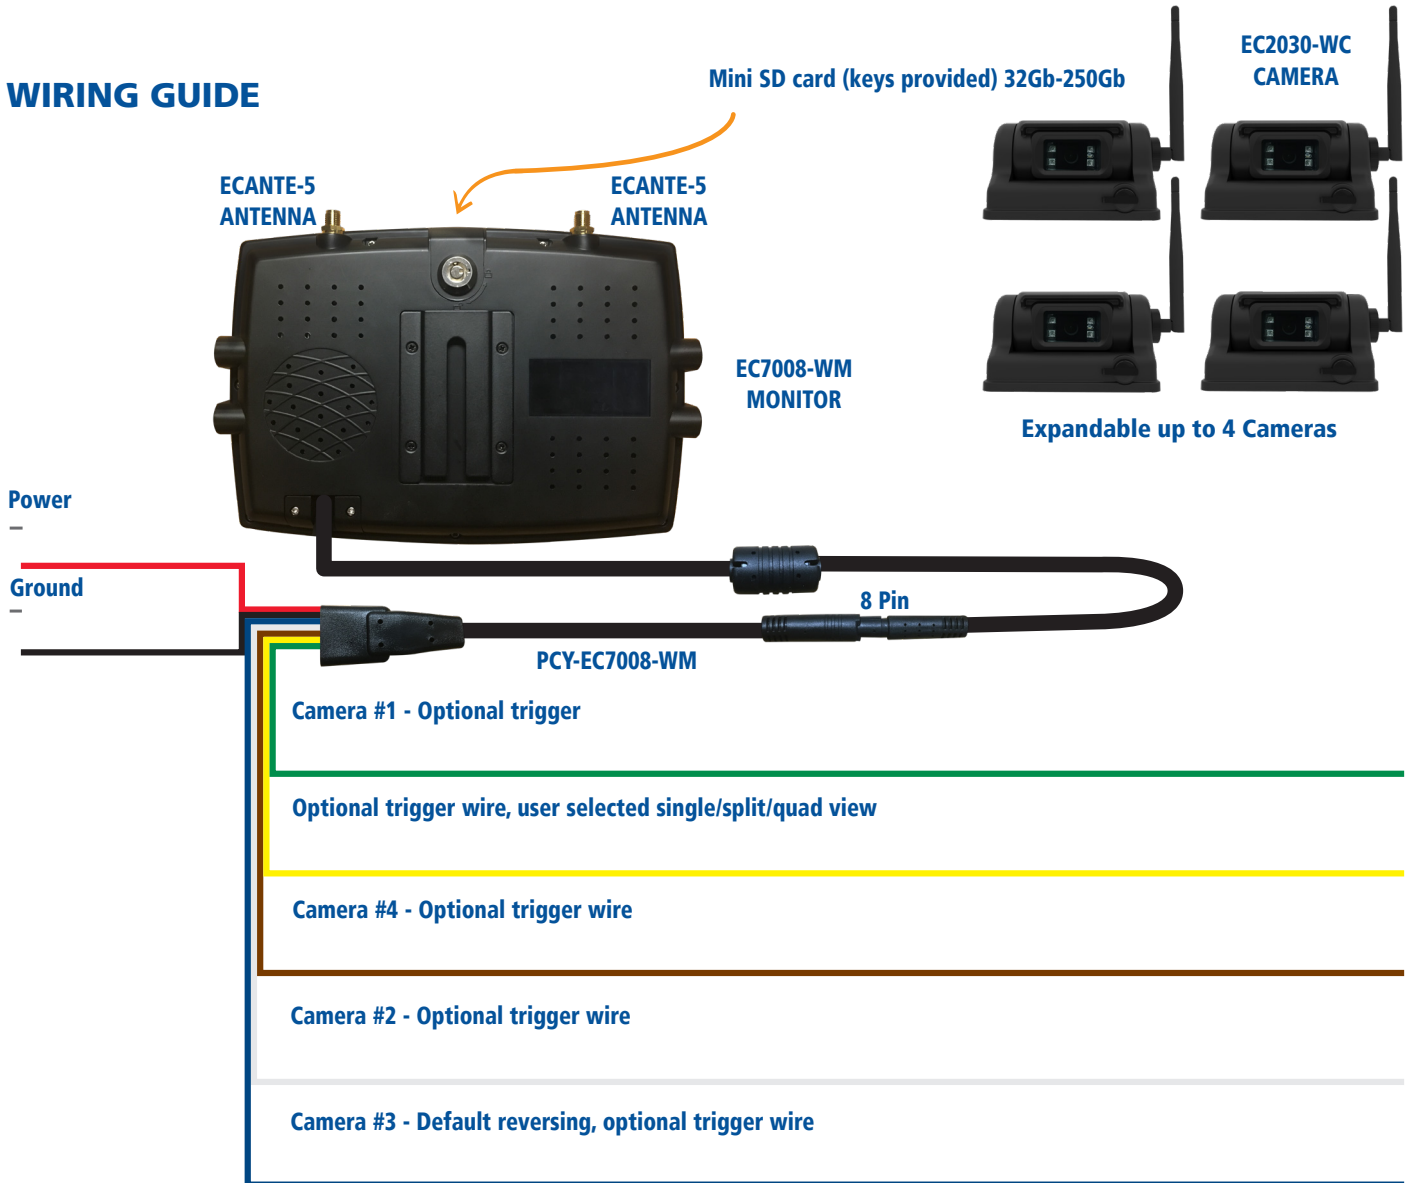 WIRING GUIDE
Mini SD card (keys provided) 32Gb-250Gb
EC2030-WC
CAMERA
ECANTE-5
ANTENNA
ECANTE-5
ANTENNA
EC7008-WM
MONITOR
Expandable up to 4 Cameras
Power
Ground
8 Pin
PCY-EC7008-WM
Camera #1 - Optional trigger
Optional trigger wire, user selected single/split/quad view
Camera #4 - Optional trigger wire
Camera #2 - Optional trigger wire
Camera #3 - Default reversing, optional trigger wire